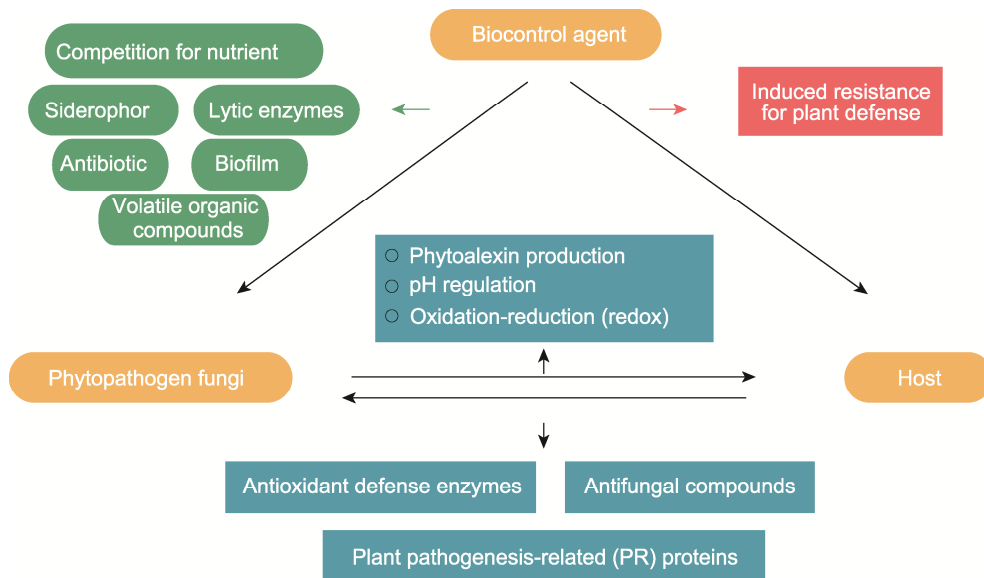 Biocontrol agent
Competition for nutrient
Siderophor
Lytic enzymes
Antibiotic
Biofilm
Volatile organic
compounds
Induced resistance
for plant defense
Phytoalexin production
pH regulation
Oxidation-reduction (redox)
Phytopathogen fungi
Host
Antioxidant defense enzymes
Antifungal compounds
Plant pathogenesis-related (PR) proteins